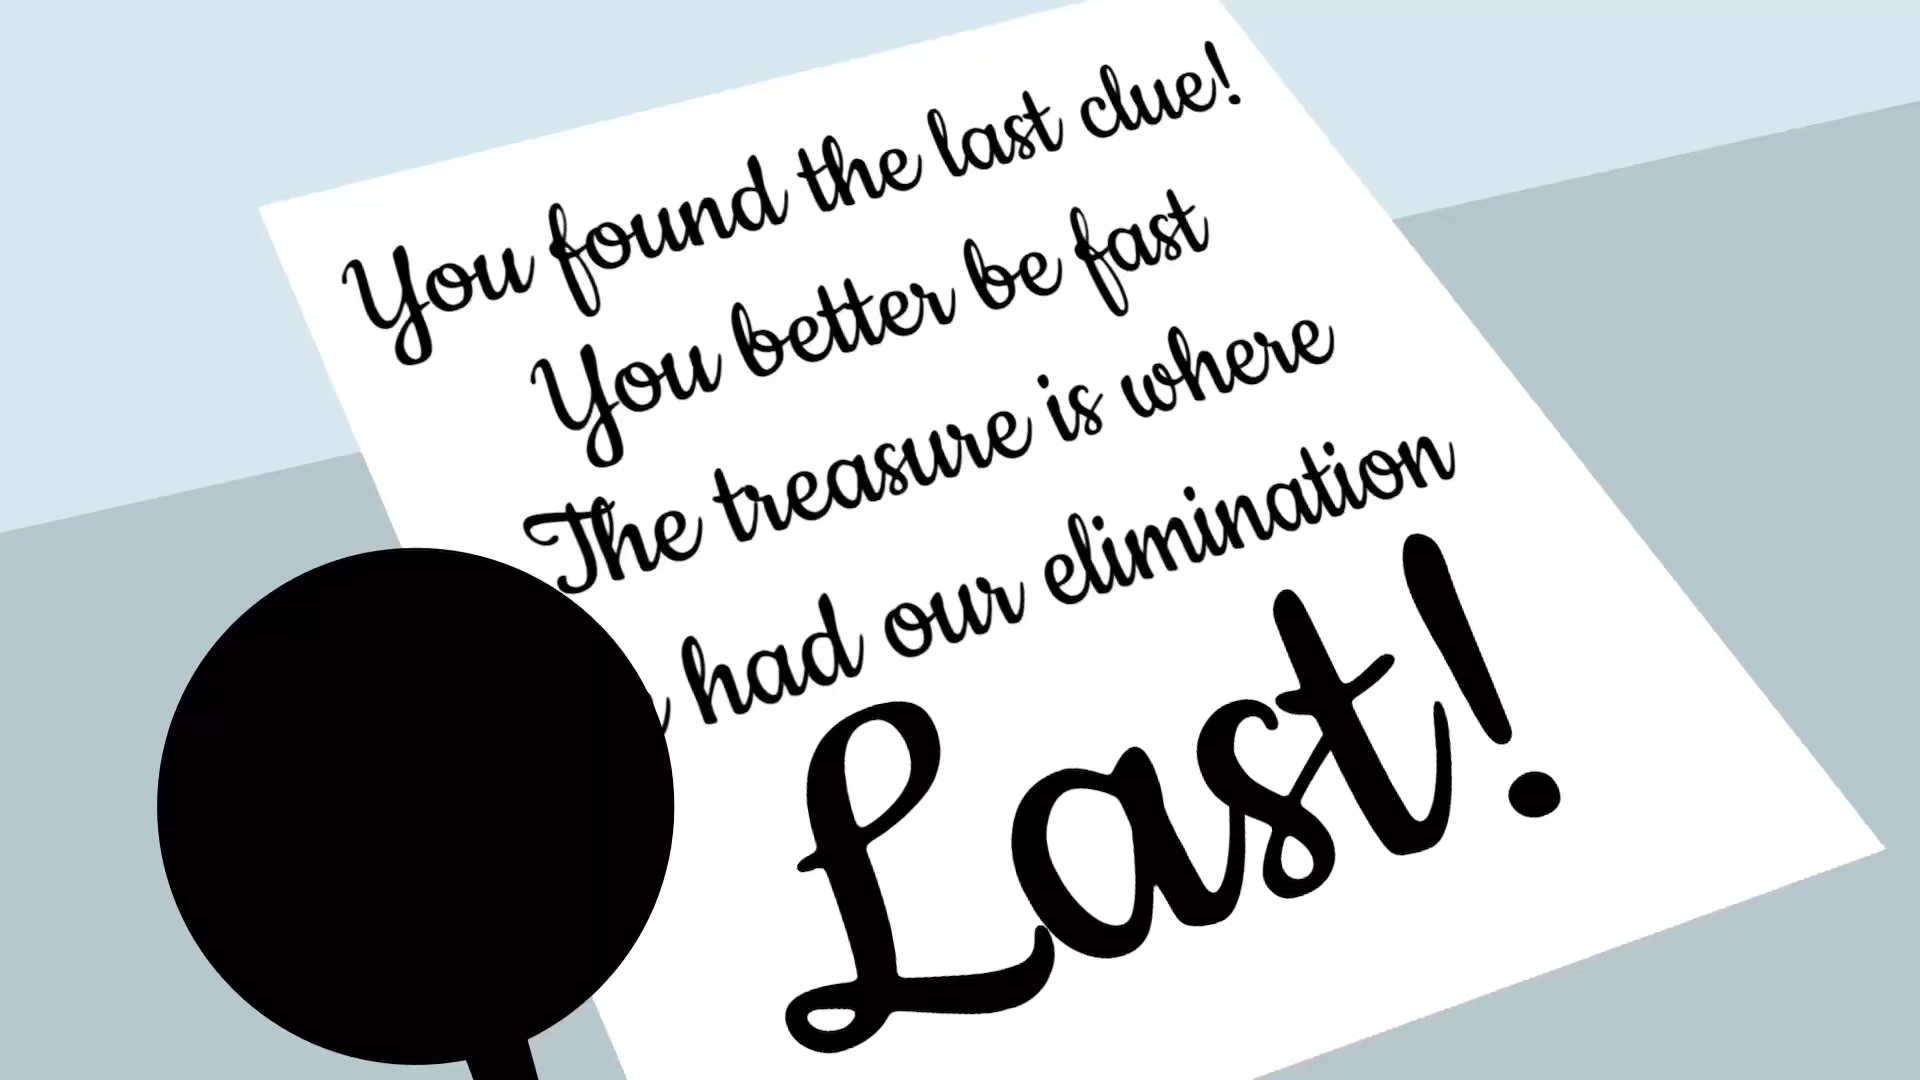 You found the last clue!
You better be fast
The treasure is where
had our elimination
Last!